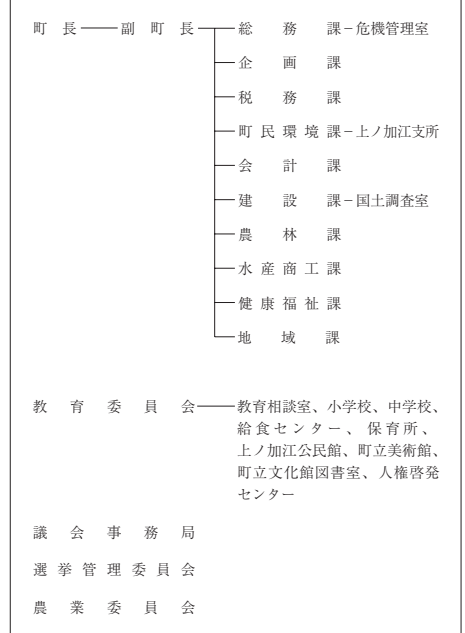 町長 副町長 総務課−危機管理室
企画課
税務課
町民環境課−上ノ加江支所
会計課
建設課−国土調査室
農林課
水産商工課
健康福祉課
地域課
教育委員会 教育相談室、小学校、中学校、
給食センター、保育所、
上ノ加江公民館、町立美術館、
町立文化館図書室、人権啓発
センター
議会事務局
選挙管理委員会
農業委員会